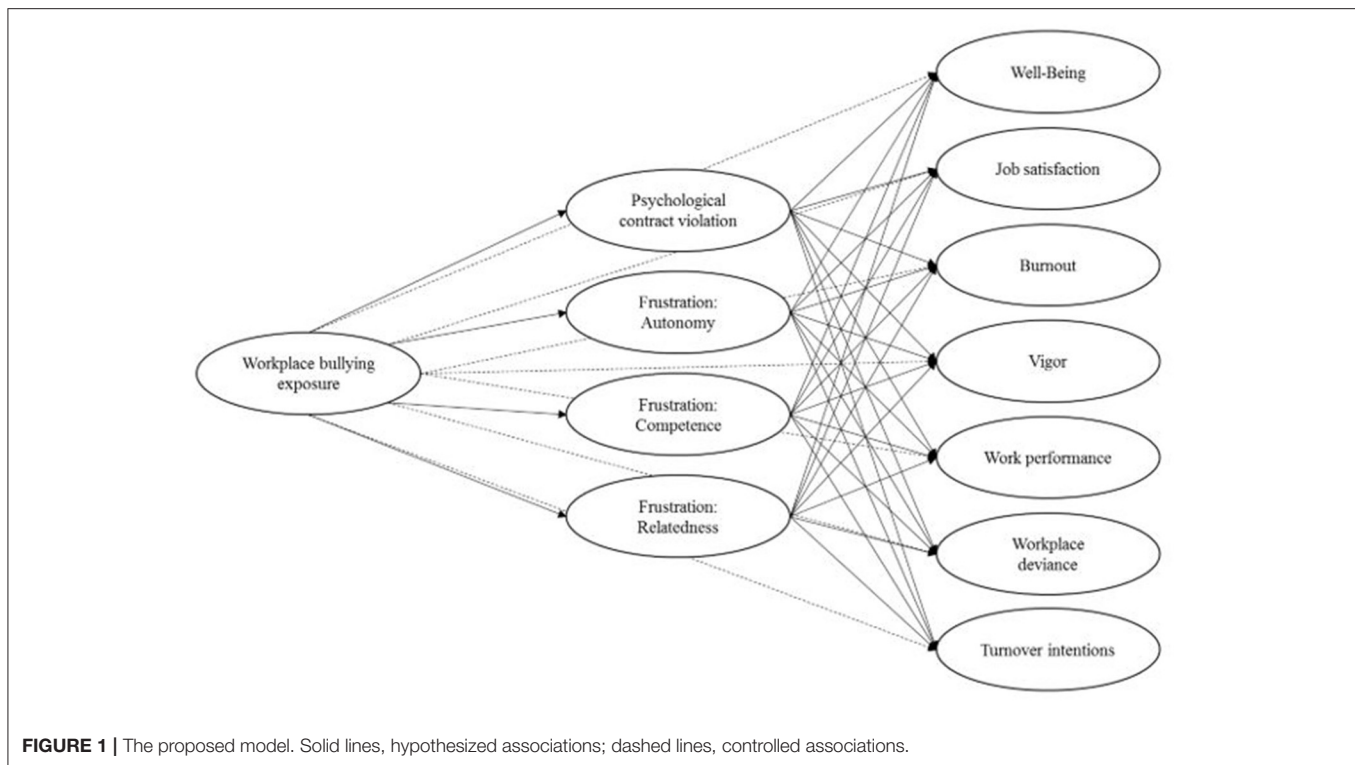 Well-Being
Psychological
contract violation
Job satisfaction
Burnout
Frustration:
Autonomy
Workplace bullying
exposure
Vigor
Frustration:
Competence
Work performance
Frustration:
Relatedness
Workplace
deviance
Turnover intentions
FIGURE 1 | The proposed model. Solid lines, hypothesized associations; dashed lines, controlled associations.